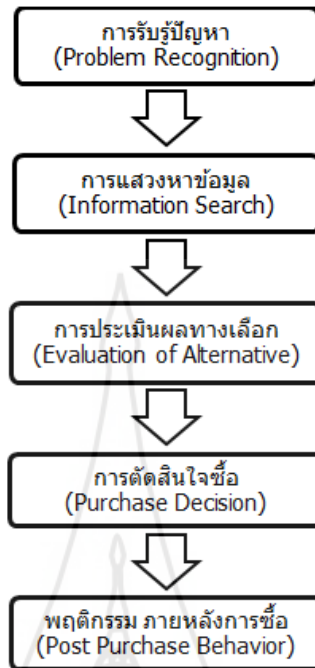 การรับรู้ปัญหา
(Problem Recognition)
การแสวงหาข้อมูล
(Information Search)
การประเมินผลทางเลือก
(Evaluation of Alternative)
การตัดสินใจซื้อ
(Purchase Decision)
พฤติกรรม ภายหลังการซื้อ
(Post Purchase Behavior)